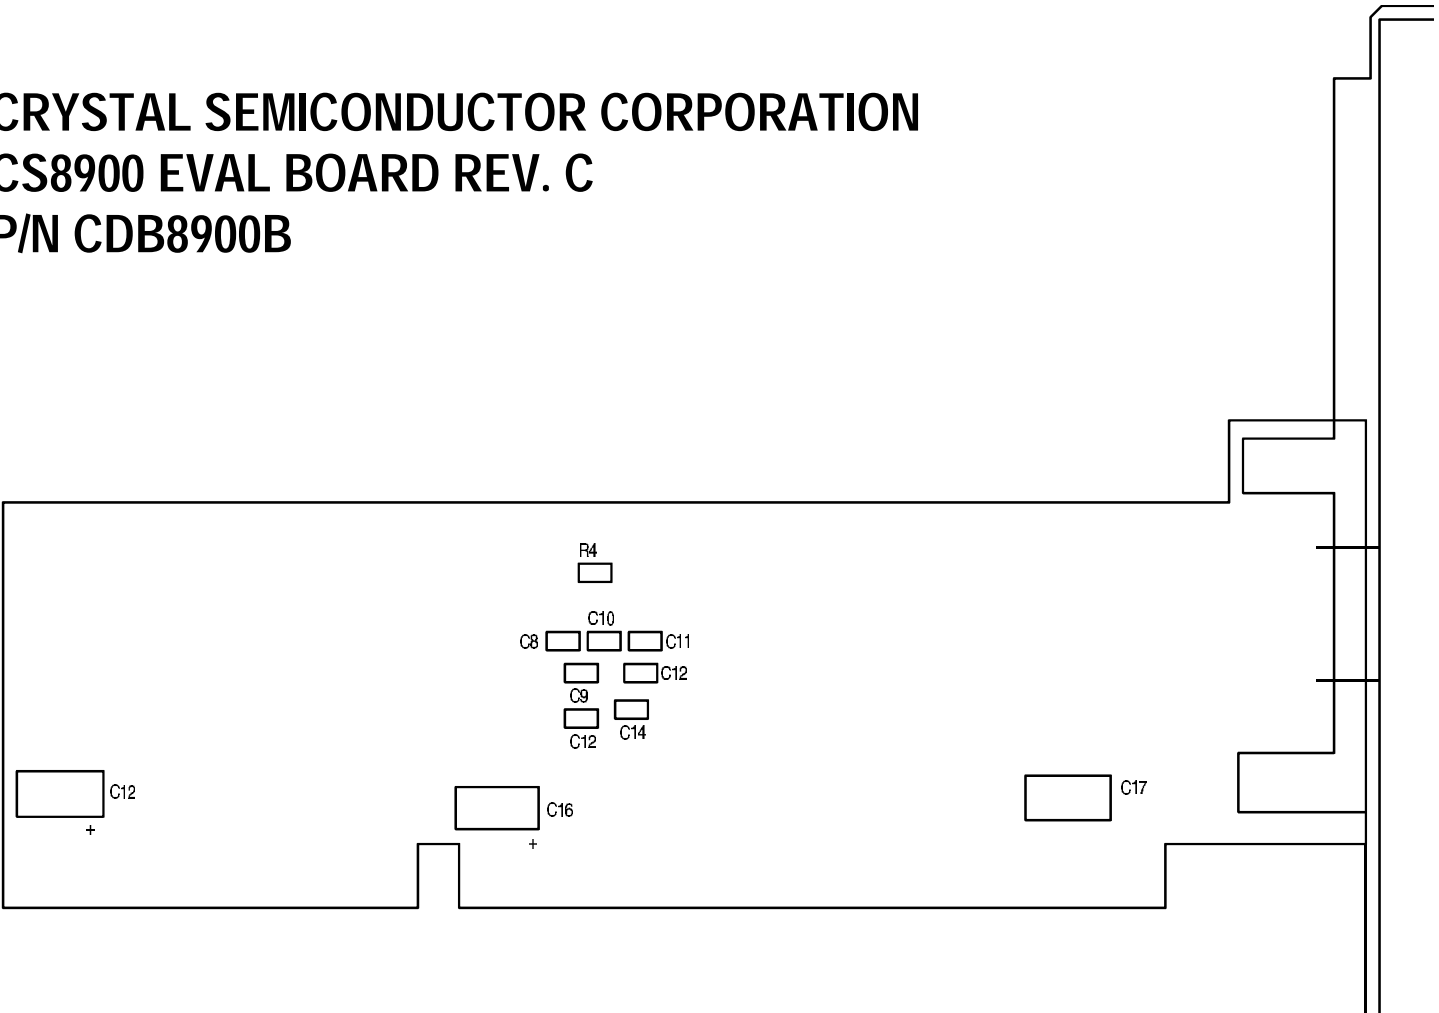 CRYSTAL SEMICONDUCTOR CORPORATION
CS8900 EVAL BOARD REV. C
P/N CDB8900B
R4
C10
C8
C11
C12
C9
C12
C14
C12
+
C16
+
C17